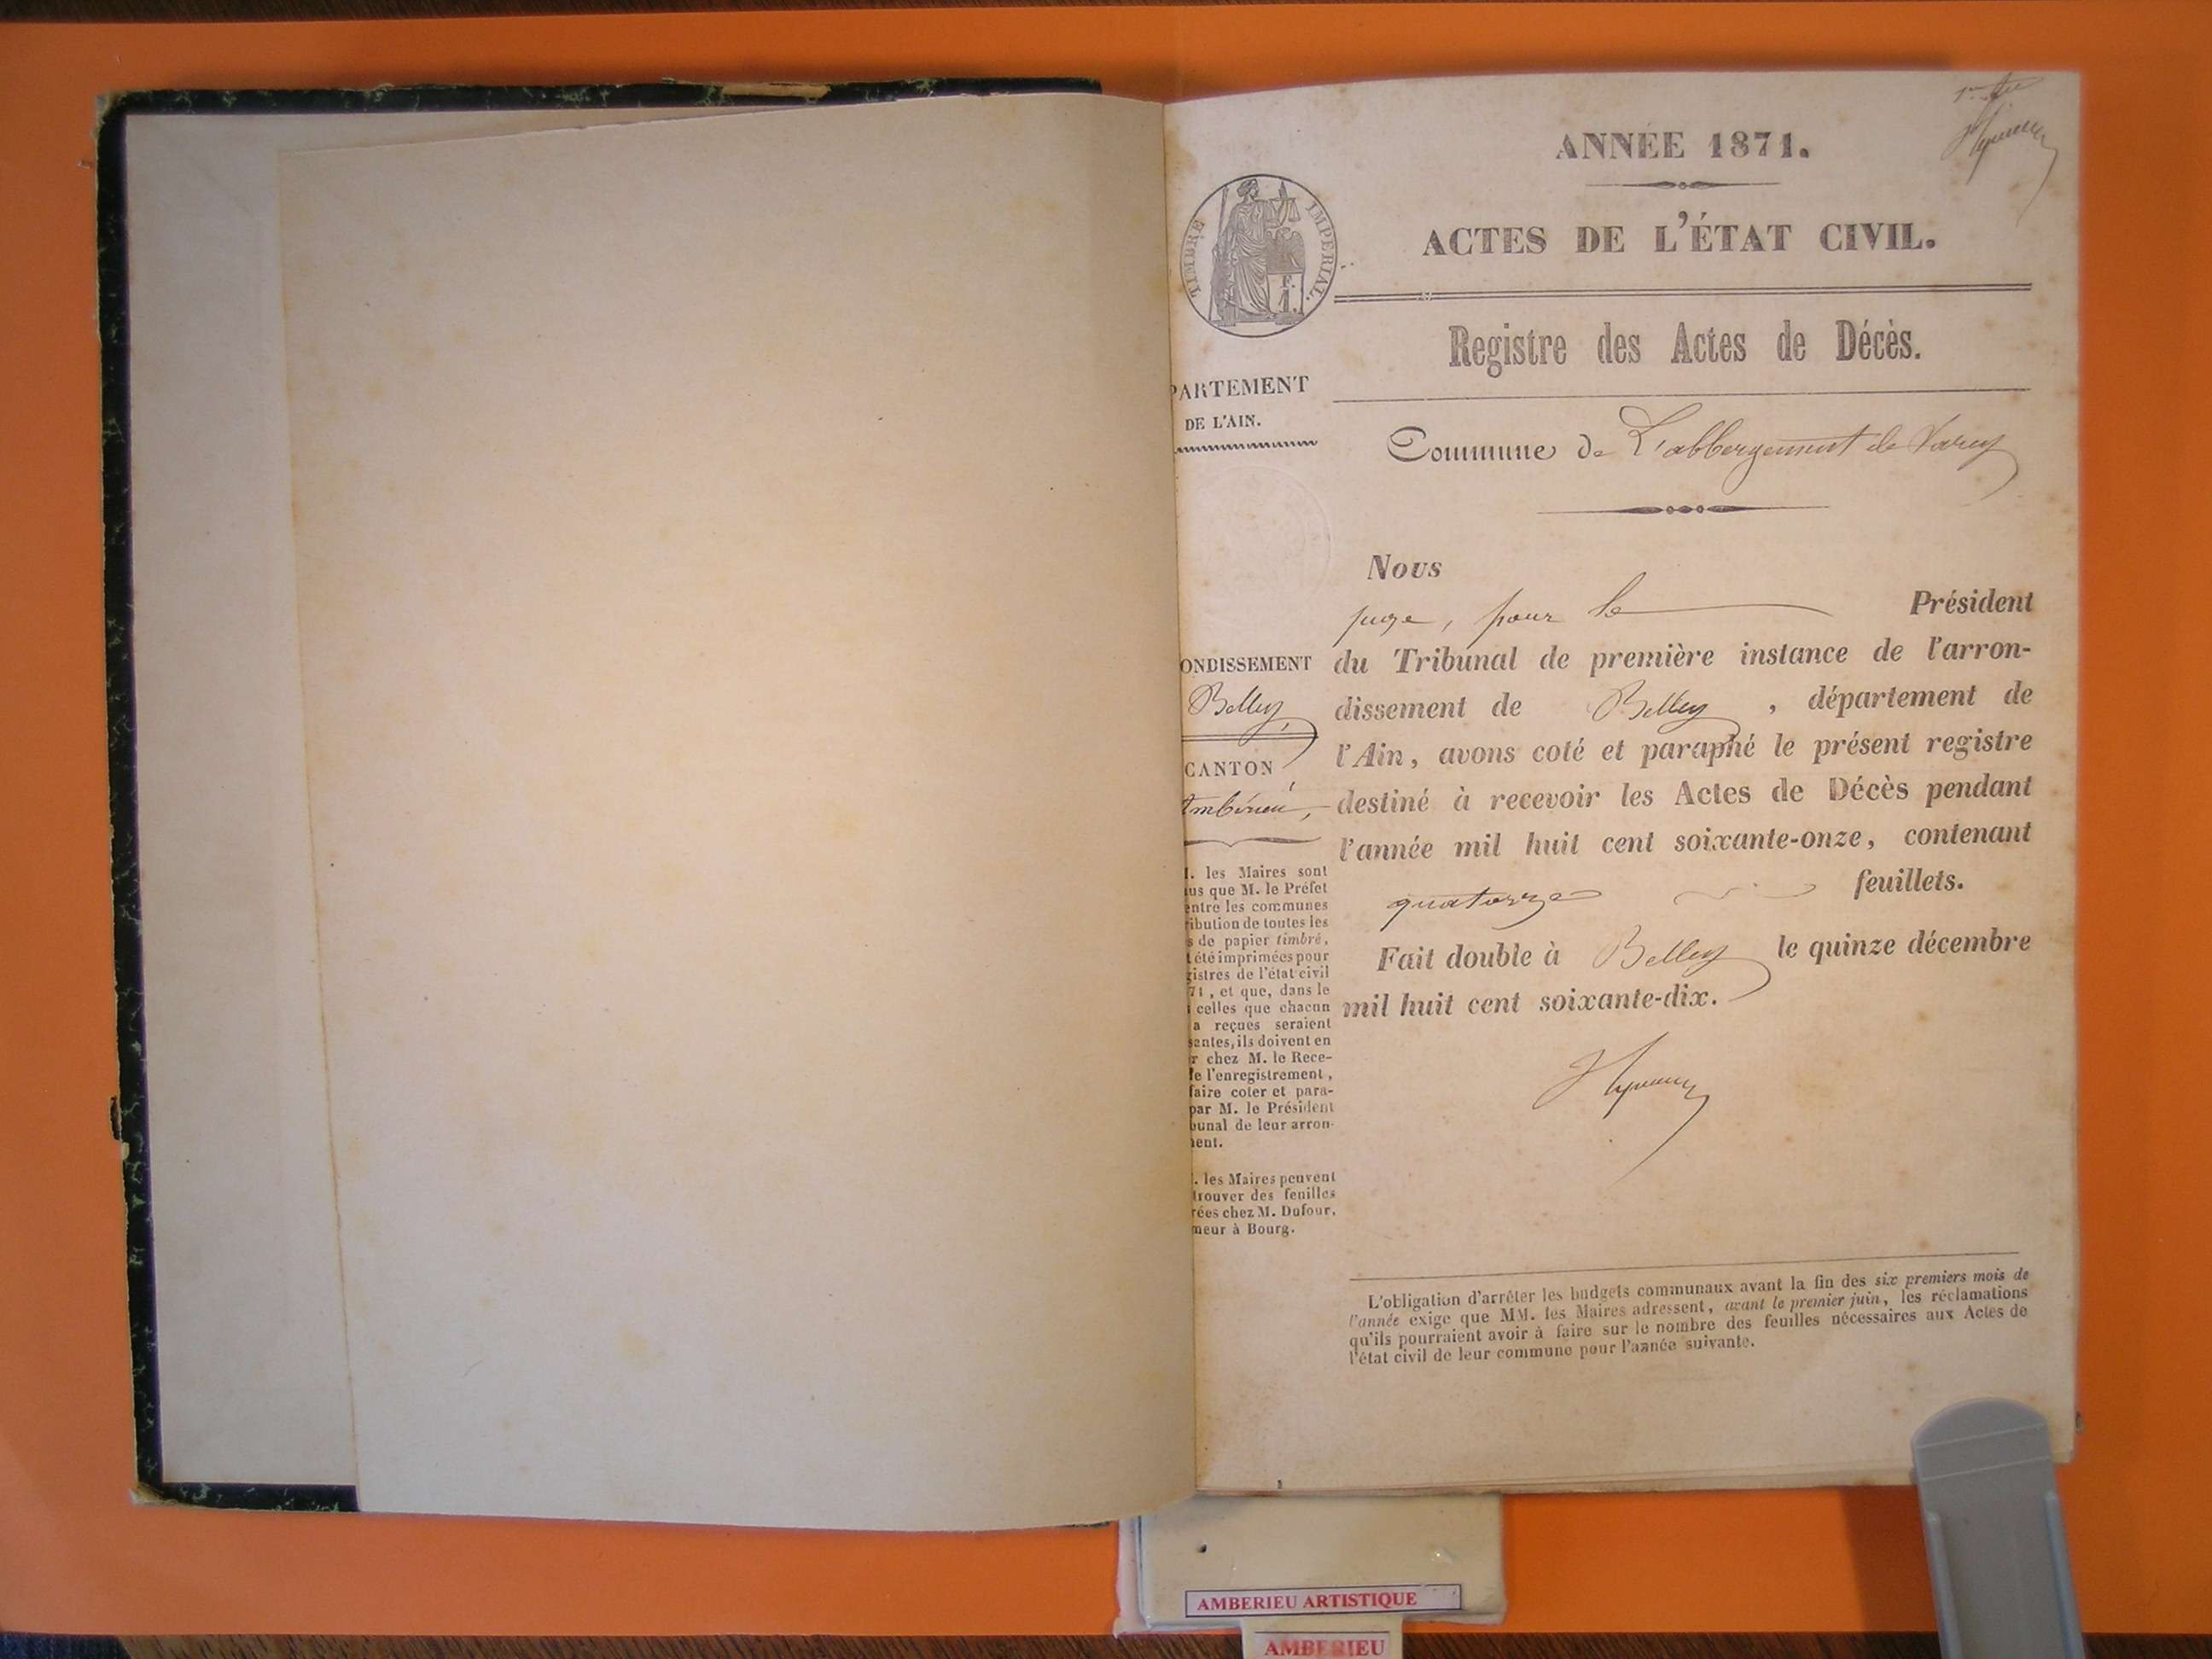 ANNÉE 1871.
ACTES DE L'ÉTAT CIVIL.
TIMBRE IMPERIAL.
Registre des Actes de Décès.
PARTEMENT
DE L'AIN.
Commune de L'abbergement de Varey
Nous
juge, pour le Président
du Tribunal de première instance de l'arron-
dissement de Belley, département de
l'Ain, avons coté et paraphé le présent registre
destiné à recevoir les Actes de Décès pendant
l'année mil huit cent soixante-onze, contenant
quatorze feuillets.
Fait double à Belley le quinze décembre
mil huit cent soixante-dix.
ONDISSEMENT
Belley,
CANTON
Ambérieu,
. les Maires sont
us que M. le Préfet
entre les communes
ribution de toutes les
s de papier timbré,
t été imprimées pour
gistres de l'état civil
71, et que, dans le
celles que chacun
a reçues seraient
santes, ils doivent en
r chez M. le Rece-
de l'enregistrement,
faire coter et para-
par M. le Président
bunal de leur arron-
ment.
. les Maires peuvent
trouver des feuilles
rées chez M. Dufour,
meur à Bourg.
L'obligation d'arrêter les budgets communaux avant la fin des six premiers mois de
l'année exige que MM. les Maires adressent, avant le premier juin, les réclamations
qu'ils pourraient avoir à faire sur le nombre des feuilles nécessaires aux Actes de
l'état civil de leur commune pour l'année suivante.
AMBERIEU ARTISTIQUE
AMBERIEU